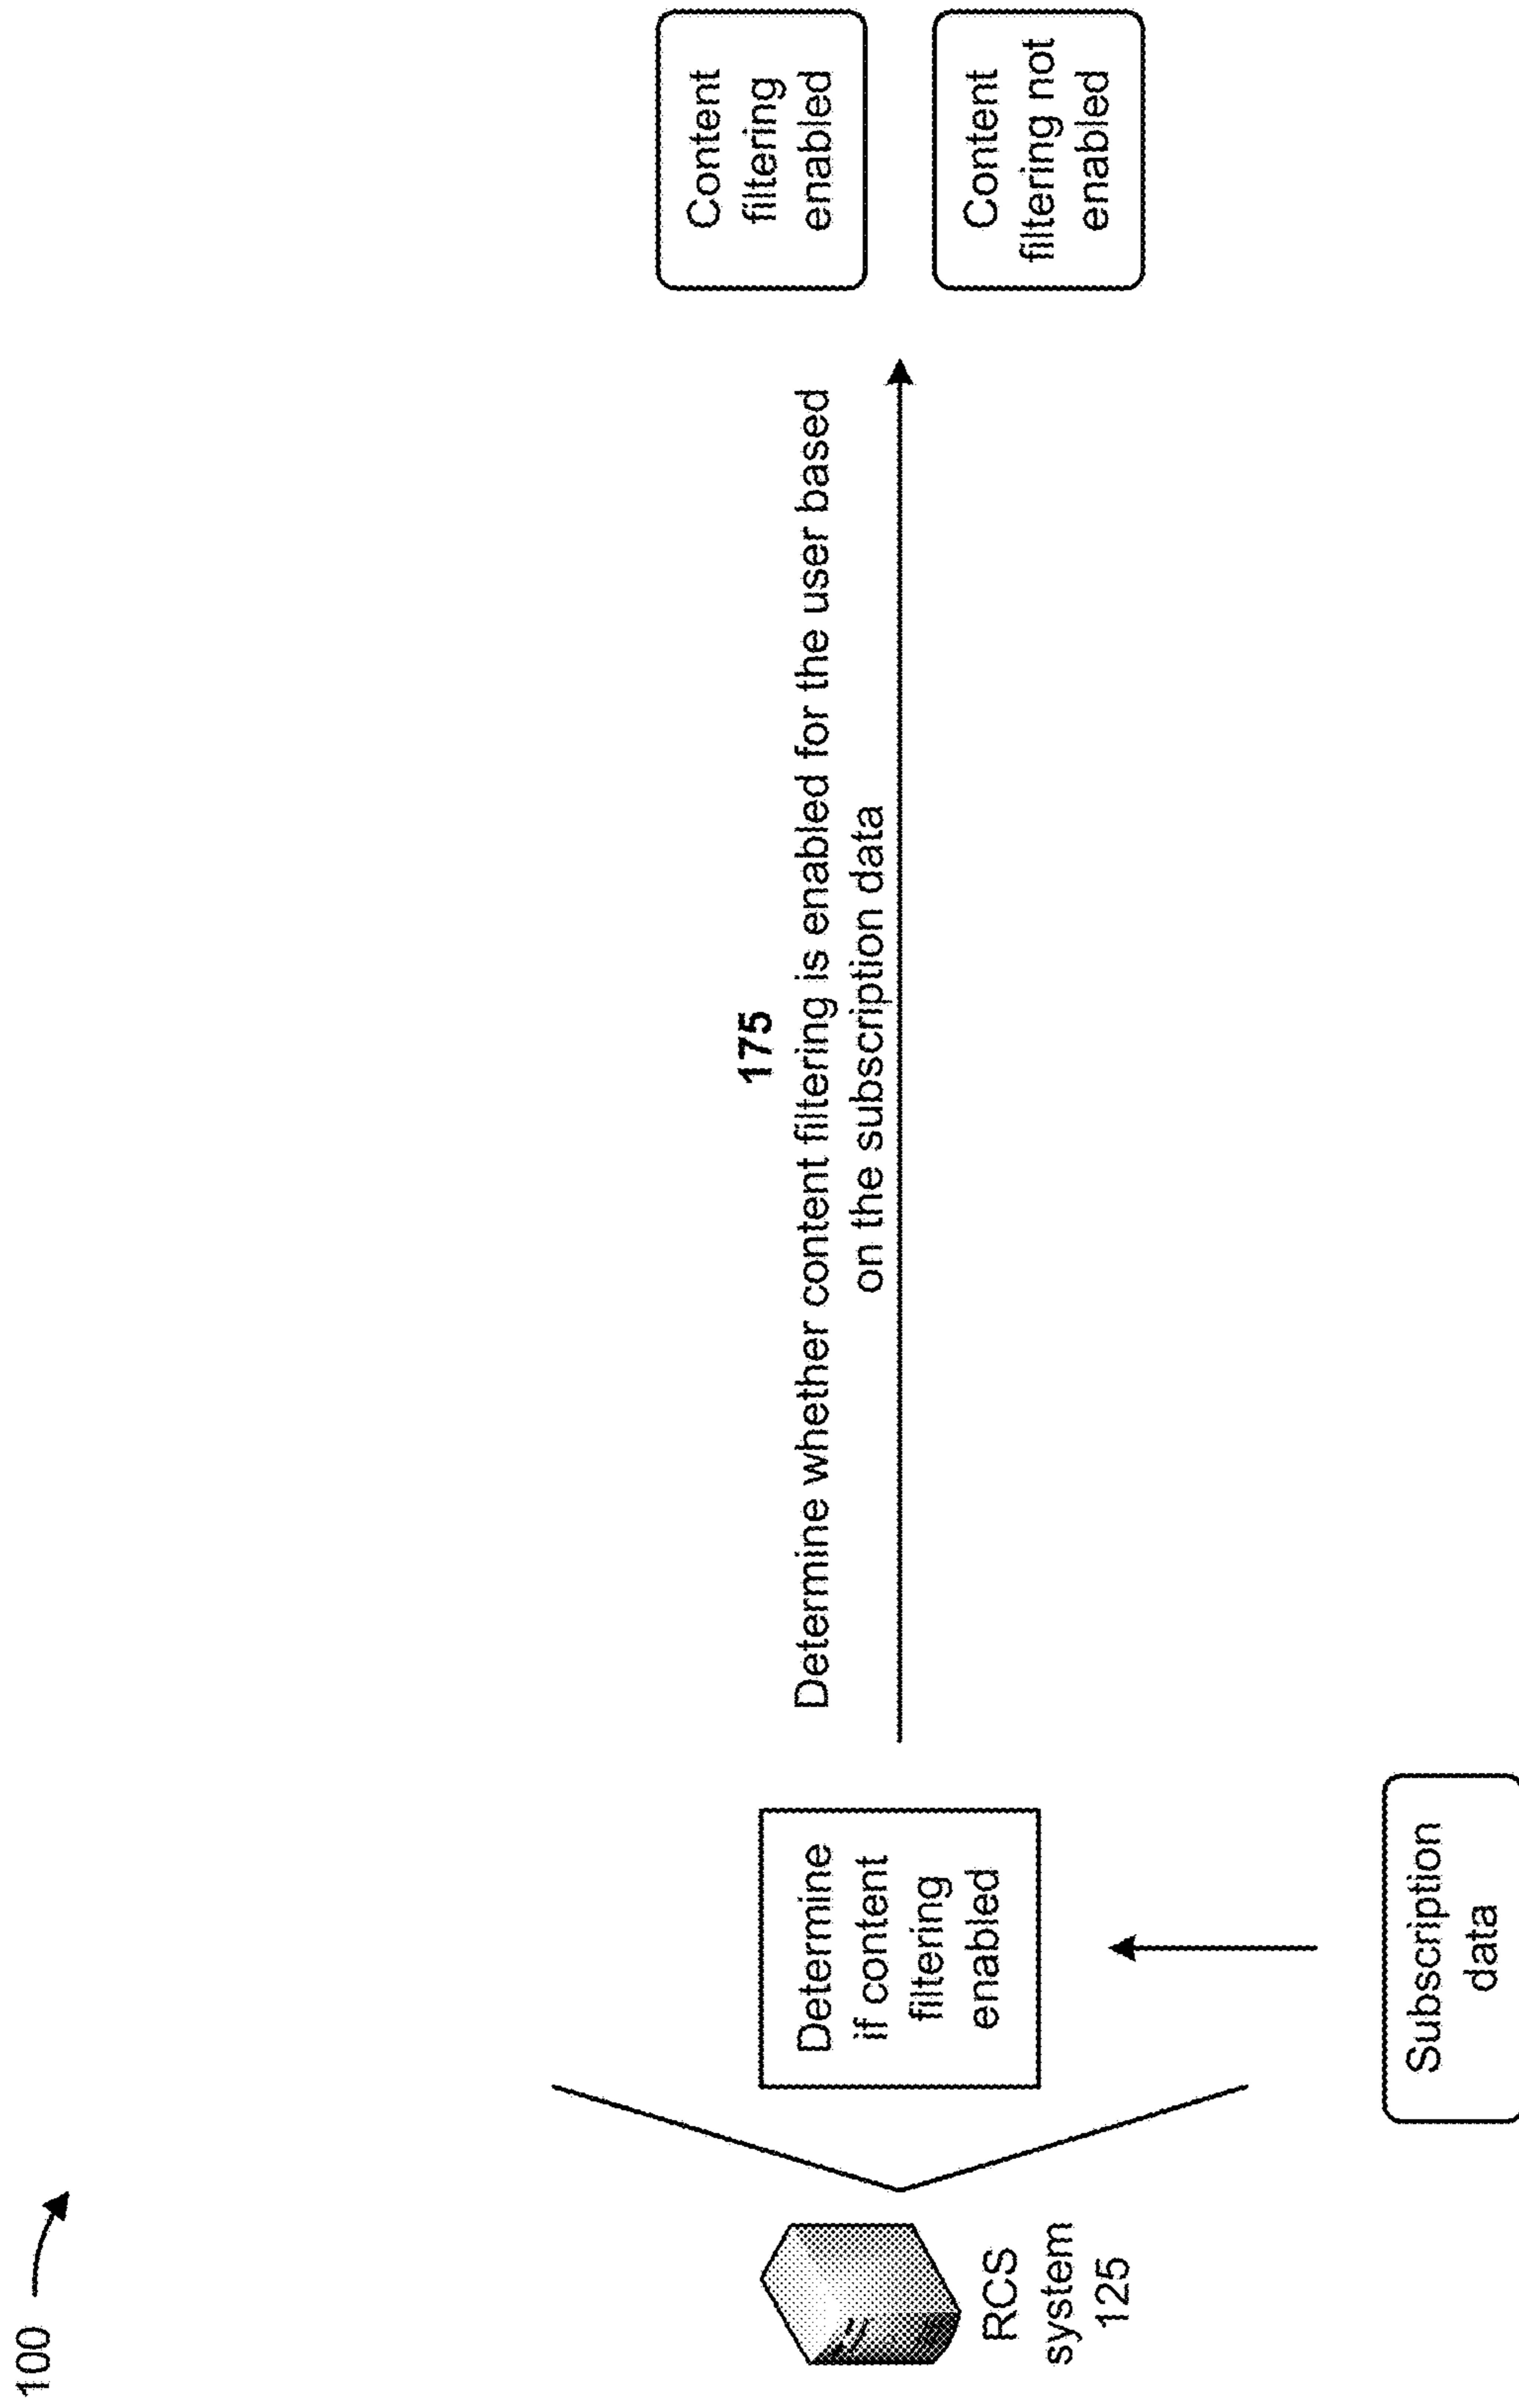 100
RCS
system
125
Determine
if content
filtering
enabled
Subscription
data
175
Determine whether content filtering is enabled for the user based
on the subscription data
Content
filtering
enabled
Content
filtering not
enabled